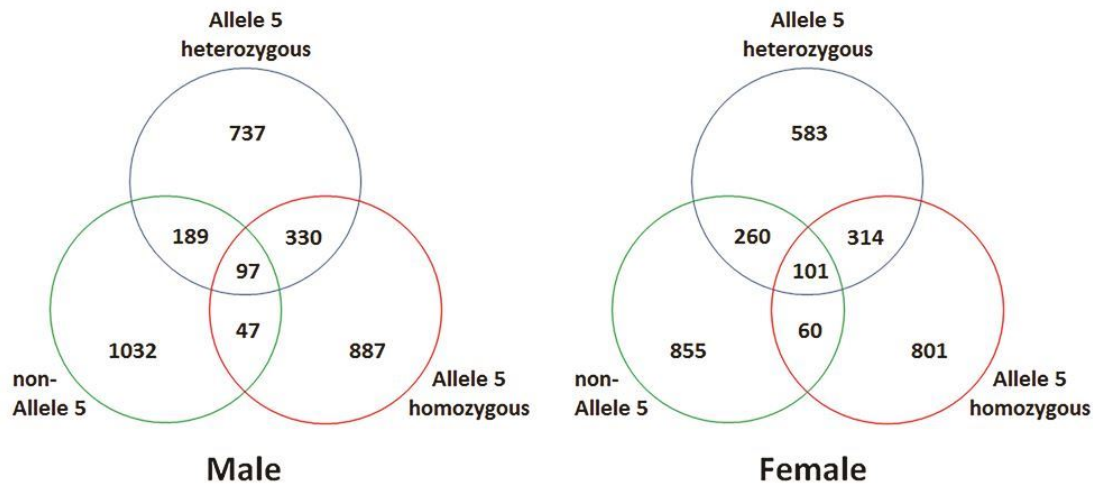 Allele 5
heterozygous
737
189
330
97
47
1032
887
non-
Allele 5
Allele 5
homozygous
Male
Allele 5
heterozygous
583
260
314
101
60
855
801
non-
Allele 5
Allele 5
homozygous
Female